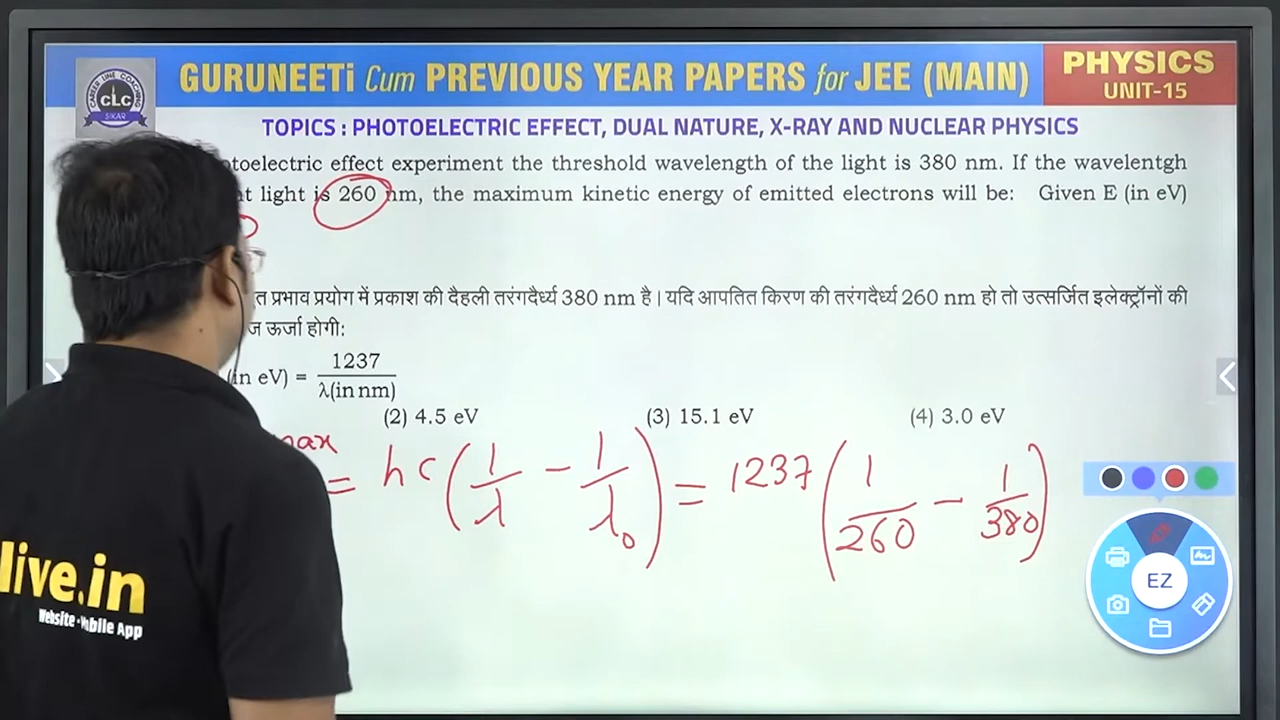 GURUNEETi Cum PREVIOUS YEAR PAPERS for JEE (MAIN)
PHYSICS
UNIT-15
CLC
SIKAR
TOPICS : PHOTOELECTRIC EFFECT, DUAL NATURE, X-RAY AND NUCLEAR PHYSICS
effect experiment the threshold wavelength of the light is 380 nm. If the wavelentgh
light is 260 nm, the maximum kinetic energy of emitted electrons will be: Given E (in eV)
प्रभाव प्रयोग में प्रकाश की दैहली तरंगदैर्ध्य 380 nm है। यदि आपतित किरण की तरंगदैर्ध्य 260 nm हो तो उत्सर्जित इलेक्ट्रॉनों की
ऊर्जा होगी:
(in eV) = 1237 / λ(in nm)
(2) 4.5 eV (3) 15.1 eV (4) 3.0 eV
max = hc (1/λ - 1/λ₀) = 1237 (1/260 - 1/380)
EZ
live.in
Website • Mobile App